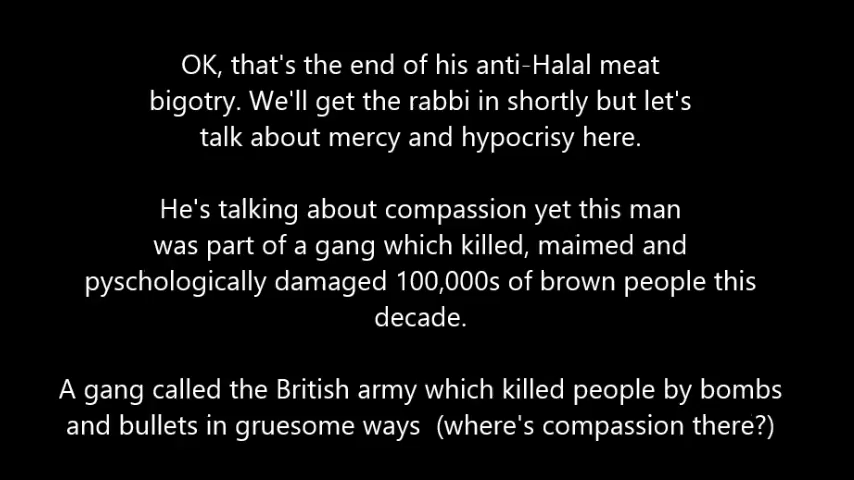 OK, that's the end of his anti-Halal meat
bigotry. We'll get the rabbi in shortly but let's
talk about mercy and hypocrisy here.
He's talking about compassion yet this man
was part of a gang which killed, maimed and
pyschologically damaged 100,000s of brown people this
decade.
A gang called the British army which killed people by bombs
and bullets in gruesome ways (where's compassion there?)